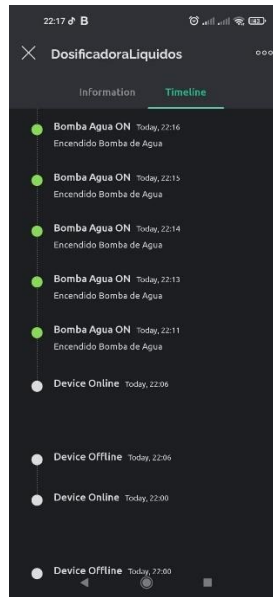 22:17 B 43
DosificadoraLiquidos
Information Timeline
Bomba Agua ON Today, 22:16
Encendido Bomba de Agua
Bomba Agua ON Today, 22:15
Encendido Bomba de Agua
Bomba Agua ON Today, 22:14
Encendido Bomba de Agua
Bomba Agua ON Today, 22:13
Encendido Bomba de Agua
Bomba Agua ON Today, 22:11
Encendido Bomba de Agua
Device Online Today, 22:06
Device Offline Today, 22:06
Device Online Today, 22:00
Device Offline Today, 22:00